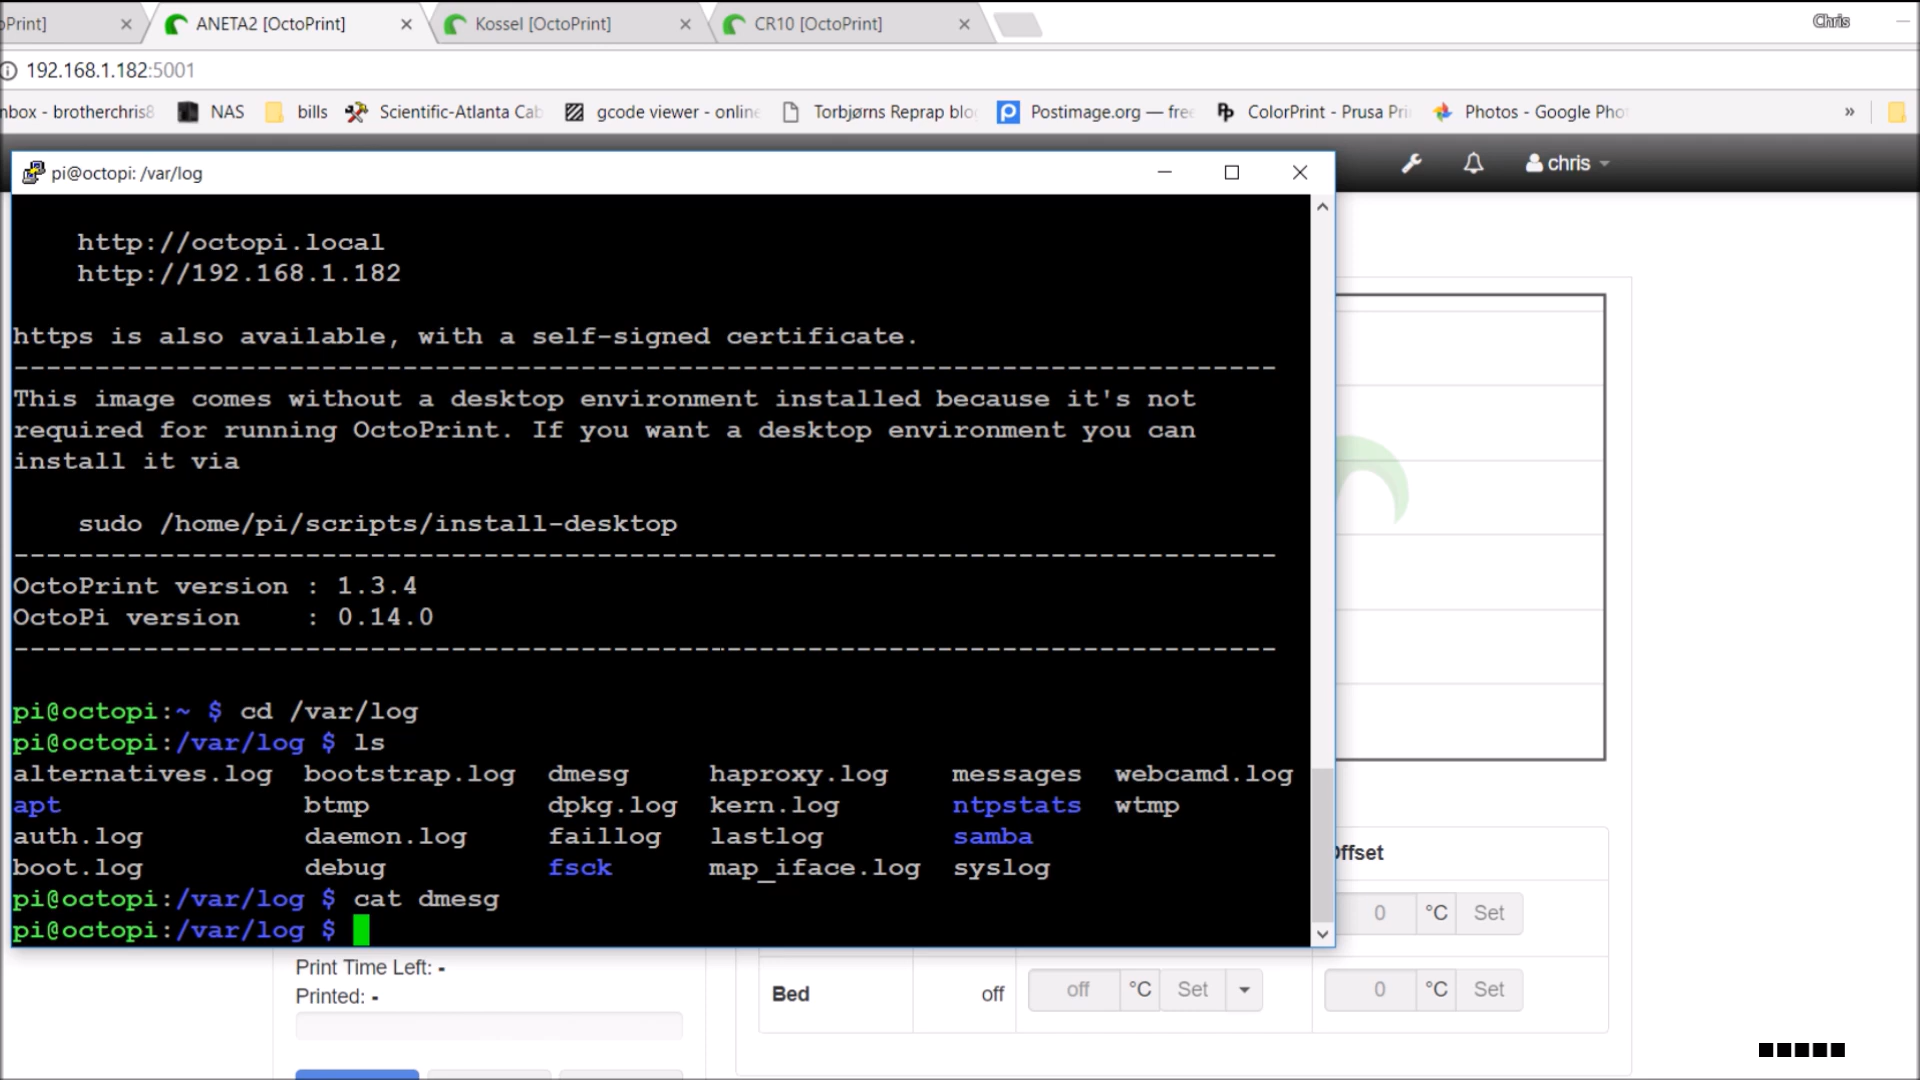 Print]
ANETA2 [OctoPrint]
Kossel [OctoPrint]
CR10 [OctoPrint]
Chris
192.168.1.182:5001
nbox - brotherchris8
NAS
bills
Scientific-Atlanta Cab
gcode viewer - online
Torbjørns Reprap blo
Postimage.org — free
ColorPrint - Prusa Pri
Photos - Google Phot
»
pi@octopi: /var/log
chris
http://octopi.local
http://192.168.1.182
https is also available, with a self-signed certificate.
------------------------------------------------------------------------------
This image comes without a desktop environment installed because it's not
required for running OctoPrint. If you want a desktop environment you can
install it via
sudo /home/pi/scripts/install-desktop
------------------------------------------------------------------------------
OctoPrint version : 1.3.4
OctoPi version    : 0.14.0
------------------------------------------------------------------------------
pi@octopi:~ $ cd /var/log
pi@octopi:/var/log $ ls
alternatives.log  bootstrap.log  dmesg     haproxy.log    messages  webcamd.log
apt               btmp           dpkg.log  kern.log       ntpstats  wtmp
auth.log          daemon.log     faillog   lastlog        samba
boot.log          debug          fsck      map_iface.log  syslog
pi@octopi:/var/log $ cat dmesg
pi@octopi:/var/log $
Offset
0 °C Set
Print Time Left: -
Printed: -
Bed off off °C Set 0 °C Set